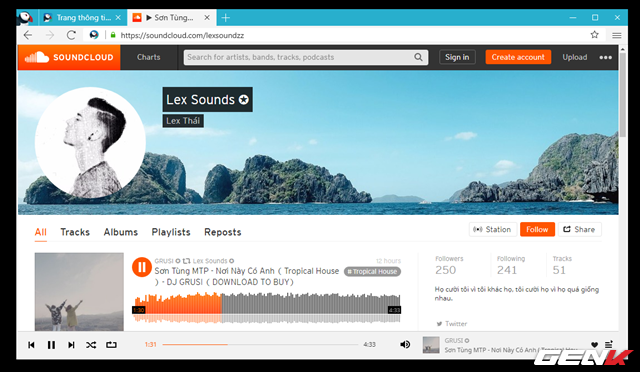 Trang thông ti...
▶ Sơn Tùng...
https://soundcloud.com/lexsoundzz
SOUNDCLOUD
Charts
Search for artists, bands, tracks, podcasts
Sign in
Create account
Upload
Lex Sounds
Lex Thái
All
Tracks
Albums
Playlists
Reposts
Station
Follow
Share
GRUSI
Lex Sounds
12 hours
Sơn Tùng MTP - Nơi Này Có Anh ( Tropical House
) - DJ GRUSI ( DOWNLOAD TO BUY)
# Tropical House
1:30
4:33
Followers
250
Following
241
Tracks
51
Họ cười tôi vì tôi khác họ, tôi cười họ vì họ quá giống
nhau.
Twitter
1:31
4:33
GRUSI
Sơn Tùng MTP - Nơi Này Có Anh ( Tropical Hou
GENK